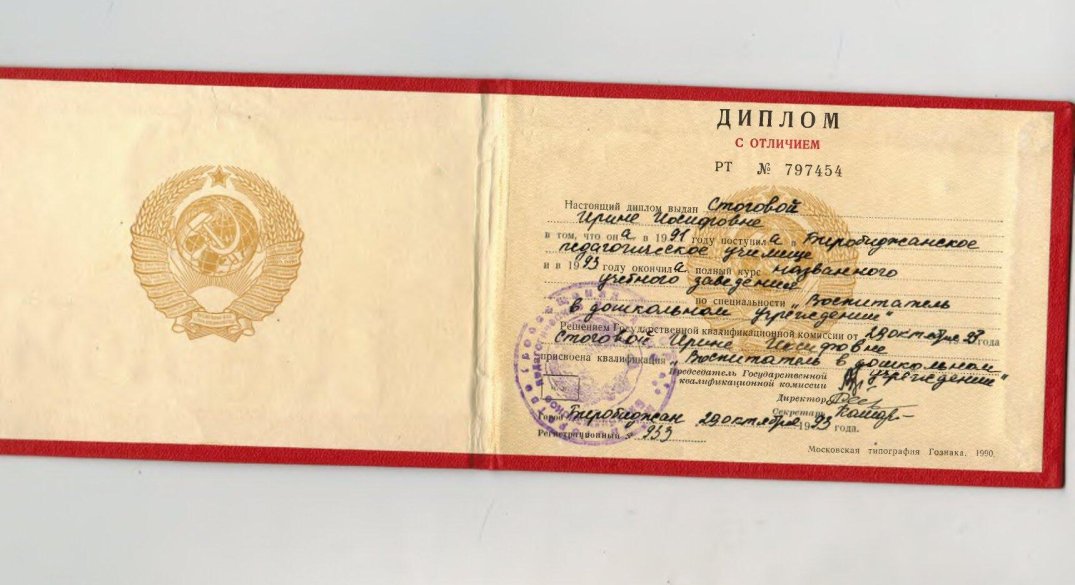 ДИПЛОМ
С ОТЛИЧИЕМ
РТ № 797454
Настоящий диплом выдан Стоговой
Ирине Иосифовне
в том, что она в 1991 году поступила в Биробиджанское
педагогическое училище
и в 1993 году окончила полный курс названного
учебного заведения
по специальности „Воспитатель
в дошкольном учреждении"
Решением Государственной квалификационной комиссии от 29 октября 93 года
Стоговой Ирине Иосифовне
присвоена квалификация „Воспитатель в дошкольном
учреждении"
Председатель Государственной
квалификационной комиссии
Директор
Секретарь
Город Биробиджан 29 октября 1993 года.
Регистрационный № 933
Московская типография Гознака. 1990.